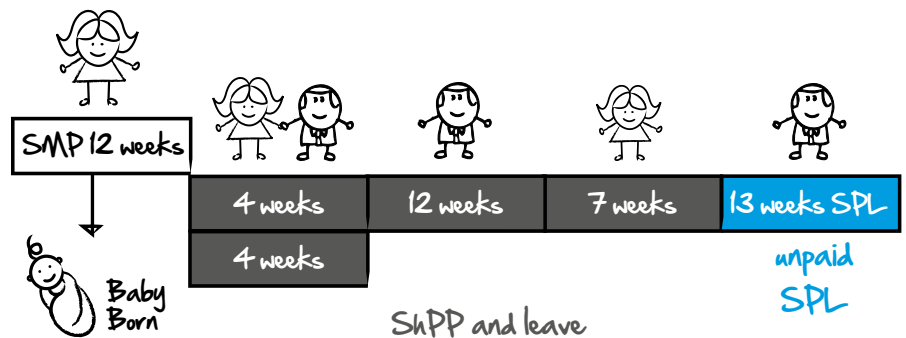 SMP 12 weeks
4 weeks
12 weeks
7 weeks
13 weeks SPL
4 weeks
unpaid
SPL
Baby
Born
ShPP and leave